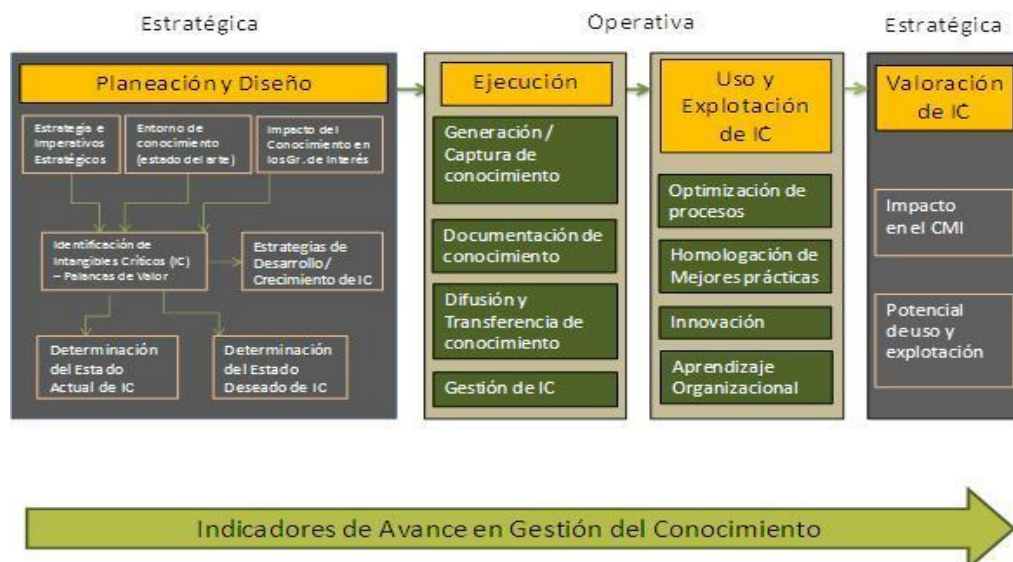 Estratégica
Operativa
Estratégica
Planeación y Diseño
Estrategia e
Imperativos
Estratégicos
Entorno de
conocimiento
(estado del arte)
Impacto del
Conocimiento en
los Gr. de Interés
Identificación de
Intangibles Críticos (IC)
– Palancas de Valor
Estrategias de
Desarrollo/
Crecimiento de IC
Determinación
del Estado
Actual de IC
Determinación
del Estado
Deseado de IC
Ejecución
Generación /
Captura de
conocimiento
Documentación de
conocimiento
Difusión y
Transferencia de
conocimiento
Gestión de IC
Uso y
Explotación
de IC
Optimización de
procesos
Homologación de
Mejores prácticas
Innovación
Aprendizaje
Organizacional
Valoración
de IC
Impacto
en el CMI
Potencial
de uso y
explotación
Indicadores de Avance en Gestión del Conocimiento